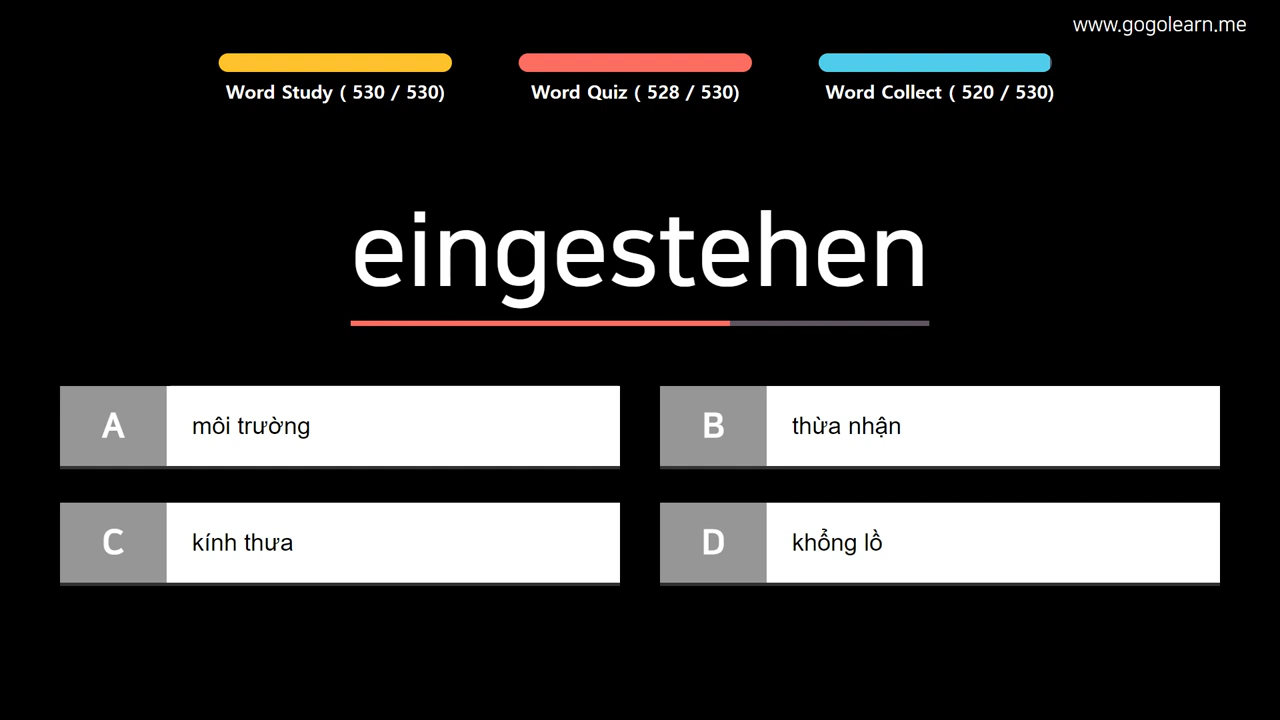 www.gogolearn.me
Word Study ( 530 / 530)
Word Quiz ( 528 / 530)
Word Collect ( 520 / 530)
eingestehen
A môi trường
B thừa nhận
C kính thưa
D khổng lồ